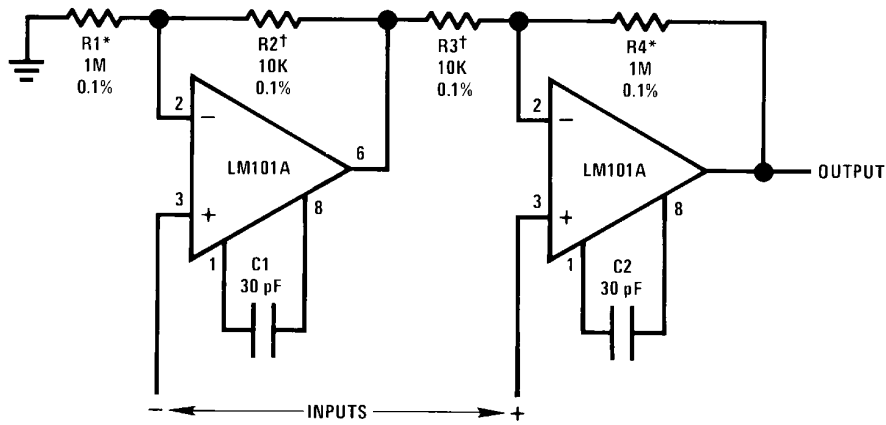 R1*
1M
0.1%
R2†
10K
0.1%
R3†
10K
0.1%
R4*
1M
0.1%
2
−
LM101A
6
3
+
8
1
C1
30 pF
2
−
LM101A
OUTPUT
3
+
8
1
C2
30 pF
− INPUTS +